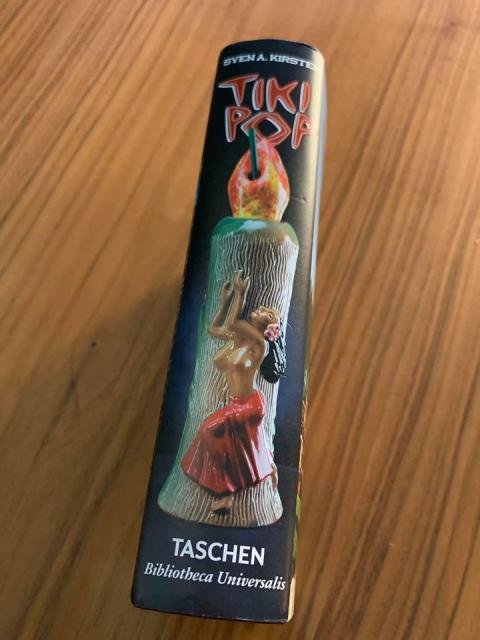 SVEN A. KIRSTE
TIKI
POP
TASCHEN
Bibliotheca Universalis